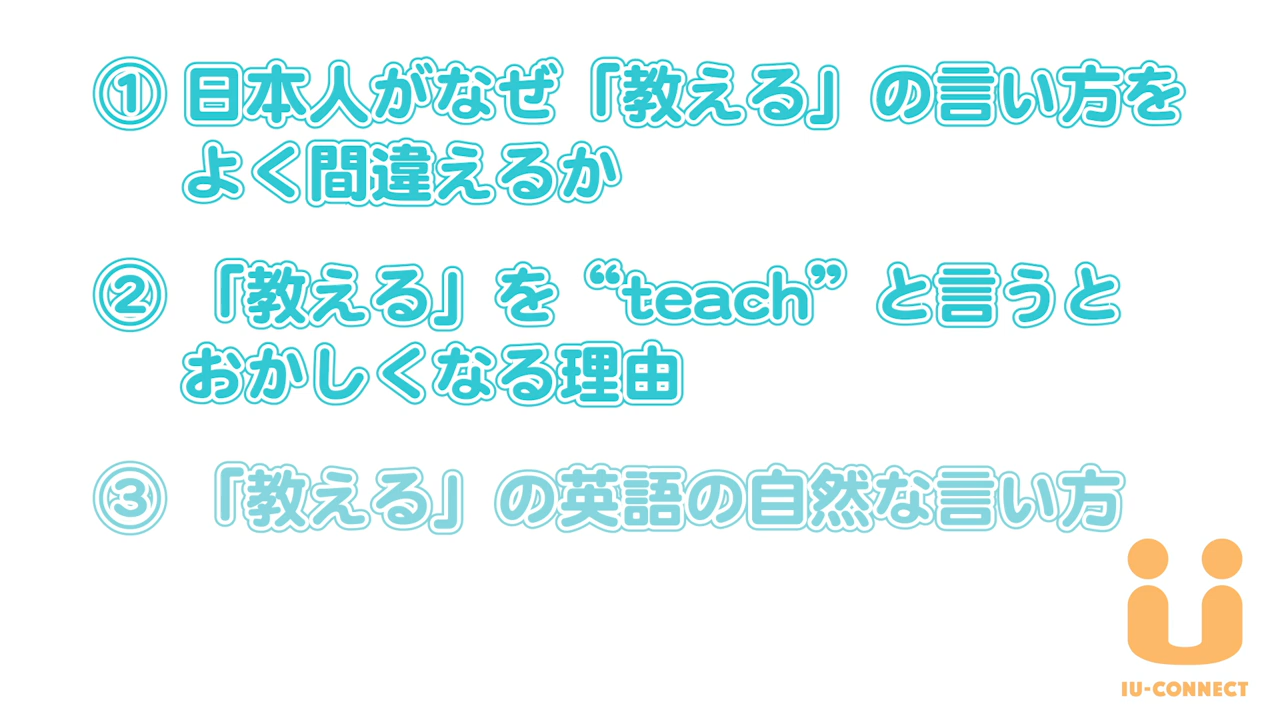 ① 日本人がなぜ「教える」の言い方を
よく間違えるか
② 「教える」を“teach”と言うと
おかしくなる理由
③ 「教える」の英語の自然な言い方
IU-CONNECT